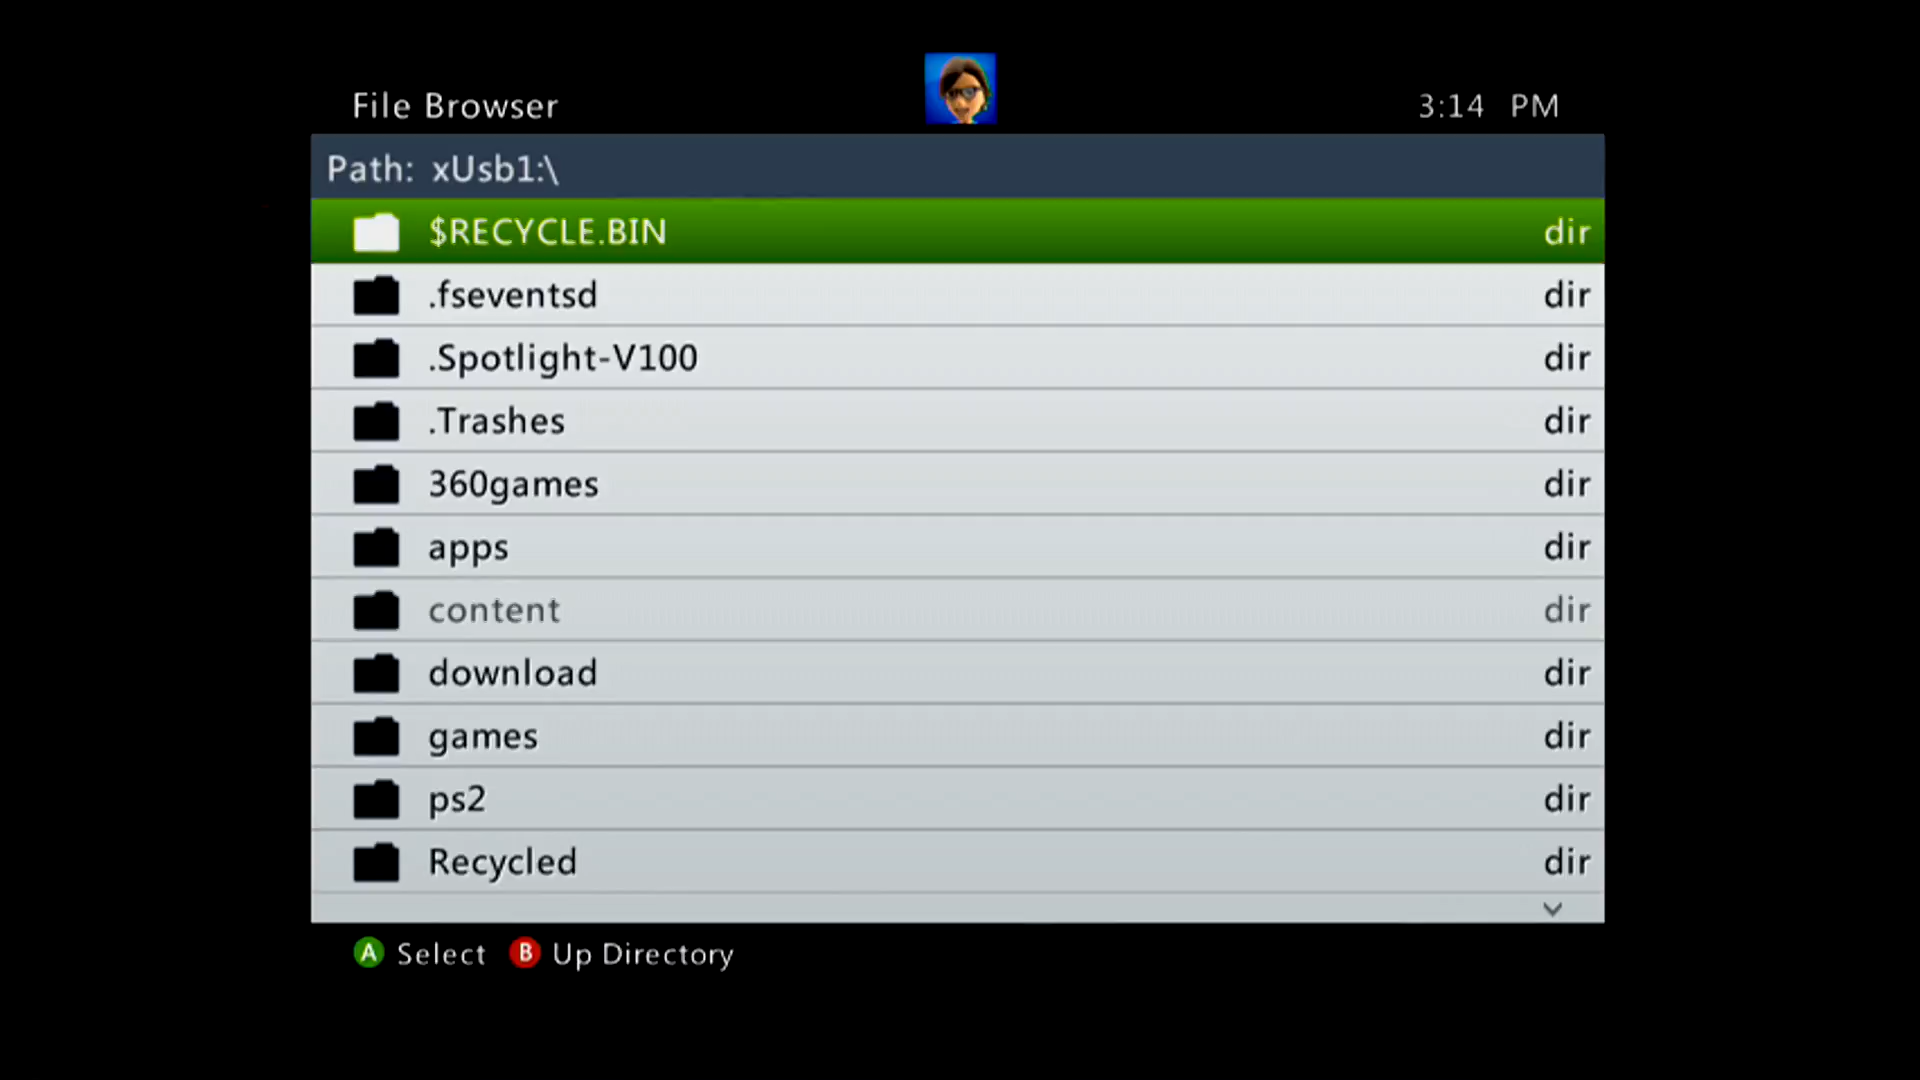 File Browser
3:14 PM
Path: xUsb1:\
$RECYCLE.BIN dir
.fseventsd dir
.Spotlight-V100 dir
.Trashes dir
360games dir
apps dir
content dir
download dir
games dir
ps2 dir
Recycled dir
A Select B Up Directory